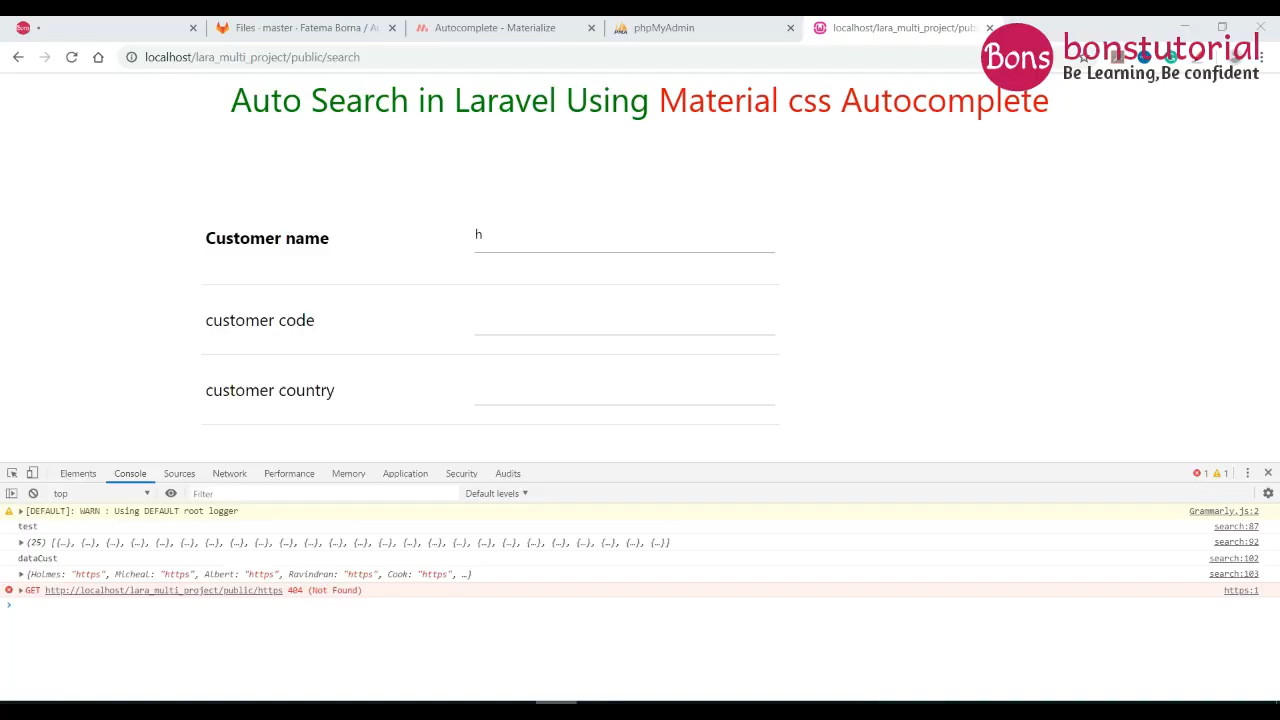 Files · master · Fatema Borna / A
Autocomplete - Materialize
phpMyAdmin
localhost/lara_multi_project/pub
localhost/lara_multi_project/public/search
Bons
bonstutorial
Be Learning,Be confident
Auto Search in Laravel Using Material css Autocomplete
Customer name
h
customer code
customer country
Elements Console Sources Network Performance Memory Application Security Audits
1 1
top
Filter
Default levels
[DEFAULT]: WARN : Using DEFAULT root logger Grammarly.js:2
test search:87
(25) [{…}, {…}, {…}, {…}, {…}, {…}, {…}, {…}, {…}, {…}, {…}, {…}, {…}, {…}, {…}, {…}, {…}, {…}, {…}, {…}, {…}, {…}, {…}, {…}, {…}] search:92
dataCust search:102
{Holmes: "https", Micheal: "https", Albert: "https", Ravindran: "https", Cook: "https", …} search:103
GET http://localhost/lara_multi_project/public/https 404 (Not Found) https:1